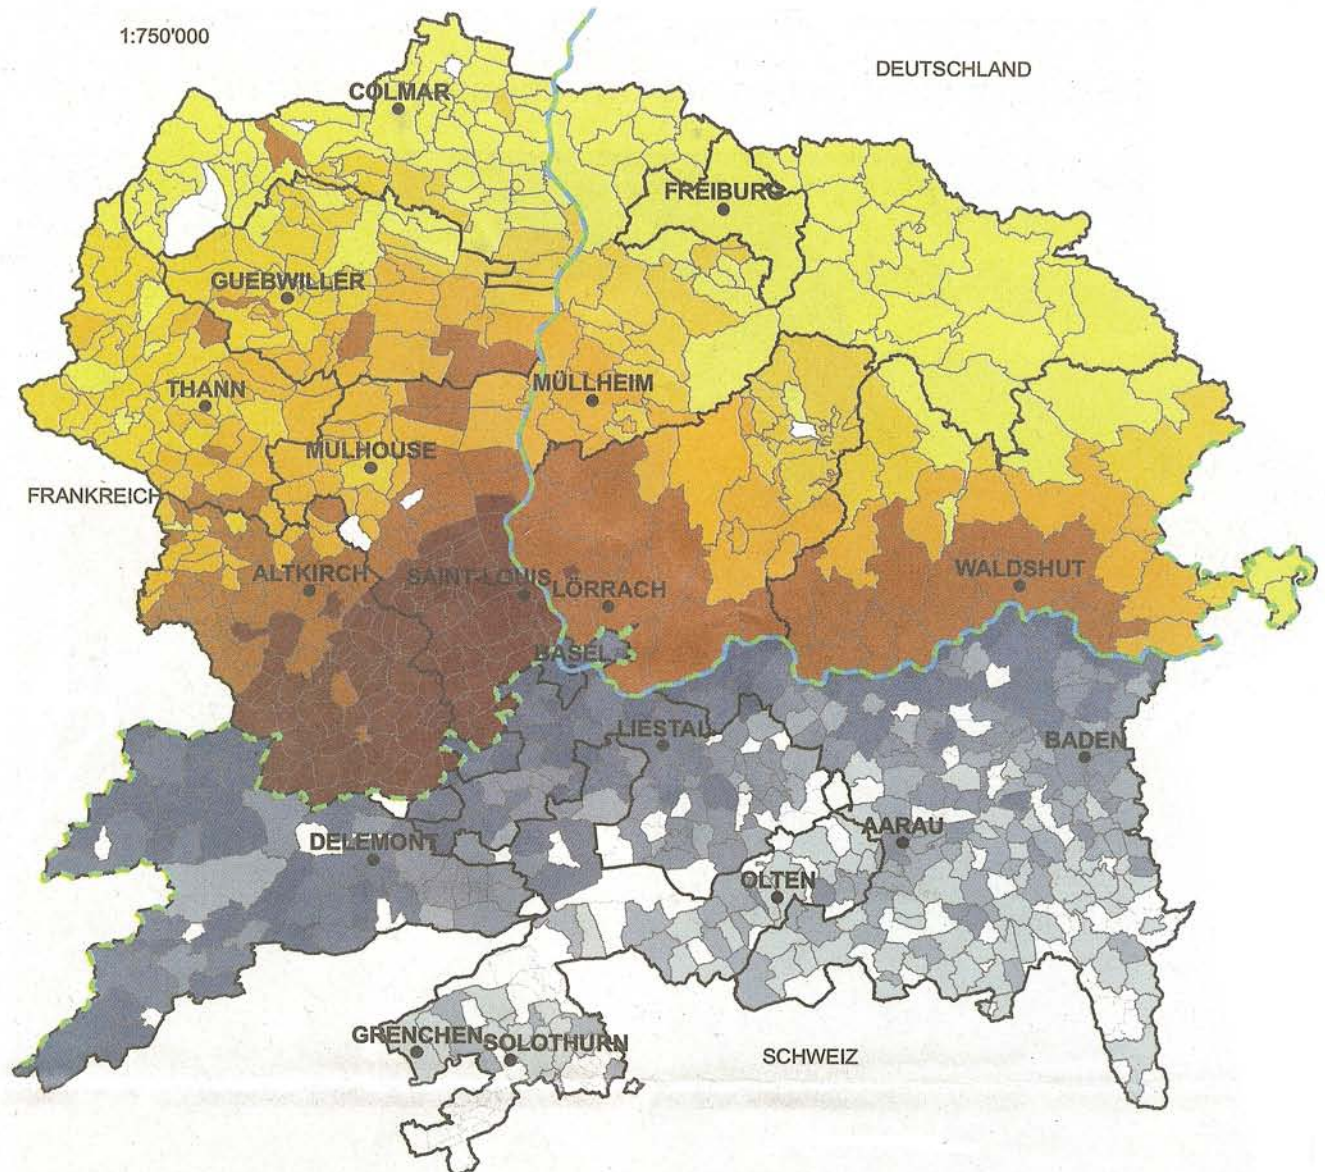 1:750'000
DEUTSCHLAND
COLMAR
FREIBURG
GUEBWILLER
THANN
MÜLLHEIM
MULHOUSE
FRANKREICH
ALTKIRCH
SAINT-LOUIS
LÖRRACH
WALDSHUT
BASEL
LIESTAL
BADEN
DELEMONT
AARAU
OLTEN
GRENCHEN
SOLOTHURN
SCHWEIZ